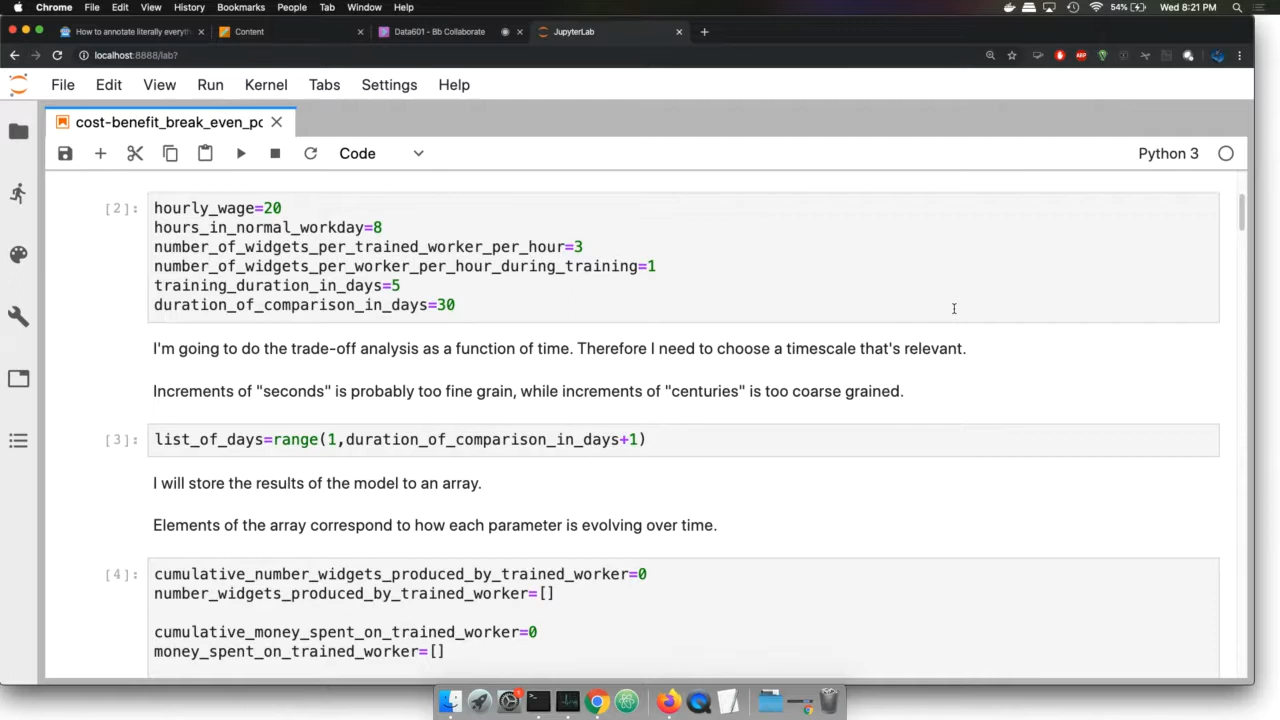 Chrome File Edit View History Bookmarks People Tab Window Help 54% Wed 8:21 PM
How to annotate literally everyth Content Data601 - Bb Collaborate JupyterLab
localhost:8888/lab?
File Edit View Run Kernel Tabs Settings Help
cost-benefit_break_even_po
Code Python 3
[2]: hourly_wage=20
hours_in_normal_workday=8
number_of_widgets_per_trained_worker_per_hour=3
number_of_widgets_per_worker_per_hour_during_training=1
training_duration_in_days=5
duration_of_comparison_in_days=30
I'm going to do the trade-off analysis as a function of time. Therefore I need to choose a timescale that's relevant.
Increments of "seconds" is probably too fine grain, while increments of "centuries" is too coarse grained.
[3]: list_of_days=range(1,duration_of_comparison_in_days+1)
I will store the results of the model to an array.
Elements of the array correspond to how each parameter is evolving over time.
[4]: cumulative_number_widgets_produced_by_trained_worker=0
number_widgets_produced_by_trained_worker=[]
cumulative_money_spent_on_trained_worker=0
money_spent_on_trained_worker=[]